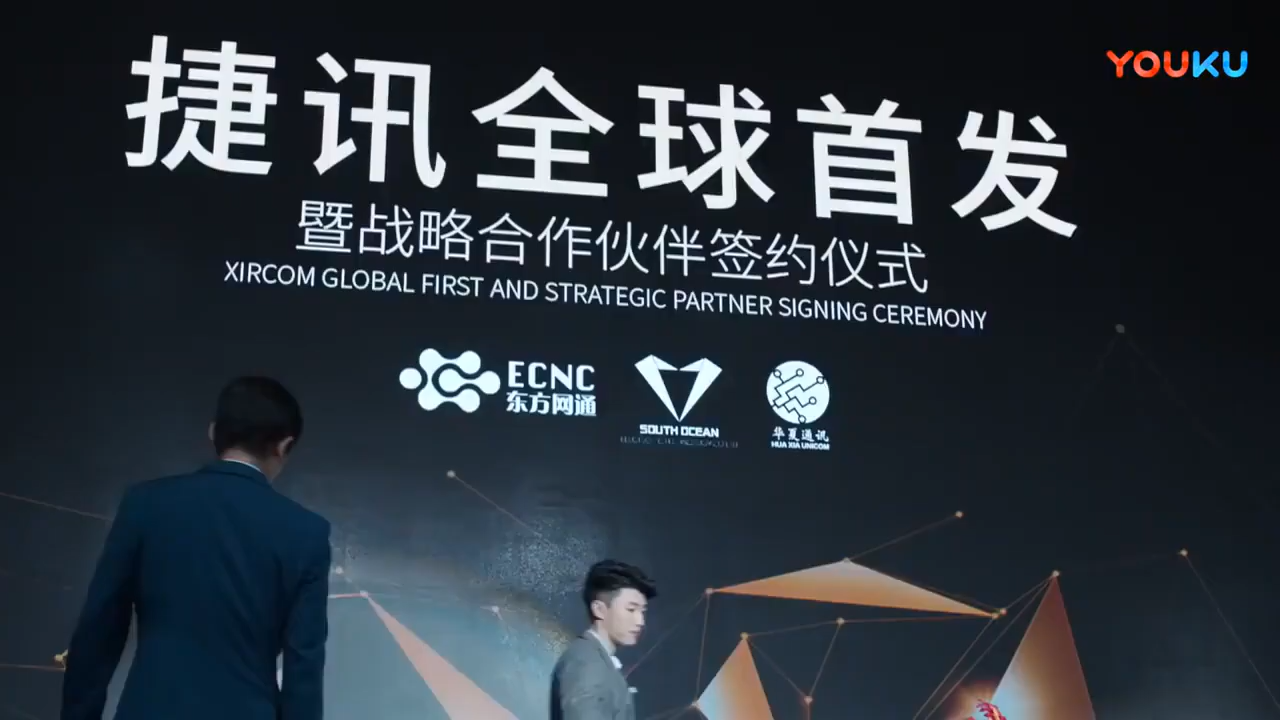 YOUKU
捷讯全球首发
暨战略合作伙伴签约仪式
XIRCOM GLOBAL FIRST AND STRATEGIC PARTNER SIGNING CEREMONY
ECNC
东方网通
SOUTH OCEAN
华夏通讯
HUA XIA UNICOM